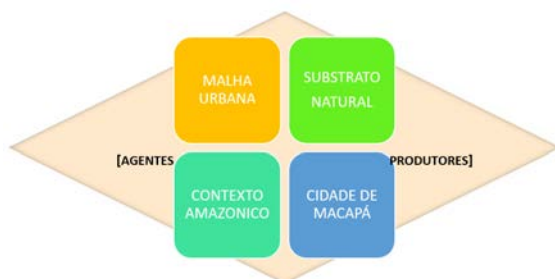 MALHA
URBANA
SUBSTRATO
NATURAL
[AGENTES
PRODUTORES]
CONTEXTO
AMAZONICO
CIDADE DE
MACAPÁ